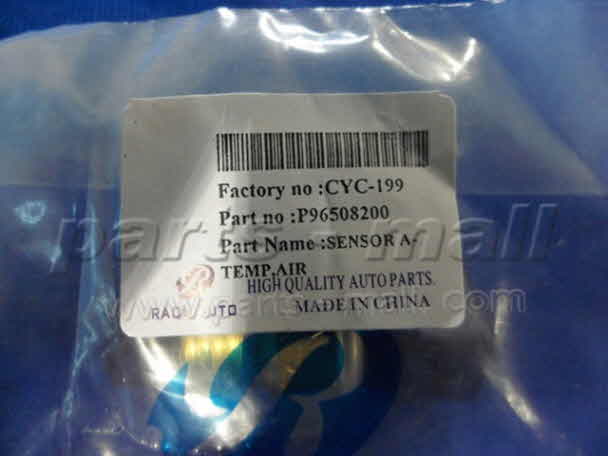 Factory no :CYC-199
Part no :P96508200
Part Name :SENSOR A-
TEMP,AIR
HIGH QUALITY AUTO PARTS.
MADE IN CHINA
parts - mall